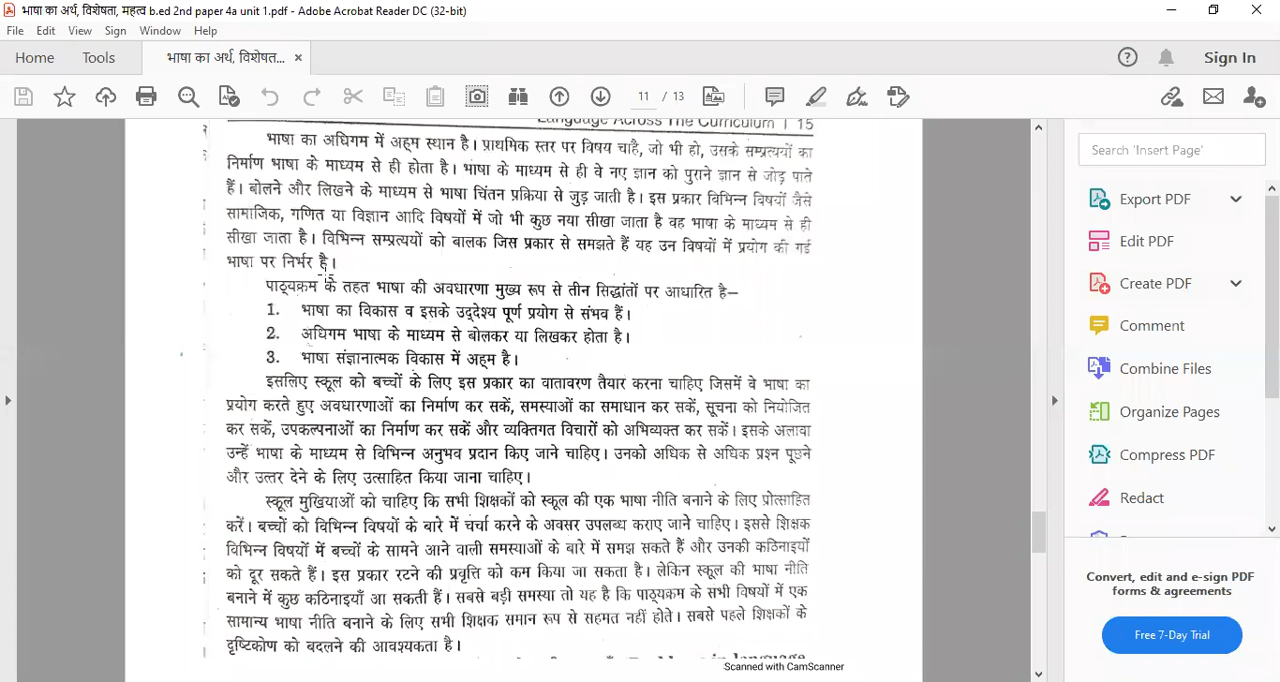 भाषा का अर्थ, विशेषता, महत्व b.ed 2nd paper 4a unit 1.pdf - Adobe Acrobat Reader DC (32-bit)
File Edit View Sign Window Help
Home Tools भाषा का अर्थ, विशेषत... × Sign In
11 / 13
Language Across The Curriculum | 15
भाषा का अधिगम में अहम् स्थान है। प्राथमिक स्तर पर विषय चाहै, जो भी हो, उसके सम्प्रत्ययों का
निर्माण भाषा के माध्यम से ही होता है। भाषा के माध्यम से ही वे नए ज्ञान को पुराने ज्ञान से जोड़ पाते
हैं। बोलने और लिखने के माध्यम से भाषा चिंतन प्रक्रिया से जुड़ जाती है। इस प्रकार विभिन्न विषयों जैसे
सामाजिक, गणित या विज्ञान आदि विषयों में जो भी कुछ नया सीखा जाता है वह भाषा के माध्यम से ही
सीखा जाता है। विभिन्न सम्प्रत्ययों को बालक जिस प्रकार से समझते हैं यह उन विषयों में प्रयोग की गई
भाषा पर निर्भर है।
पाठ्यक्रम के तहत भाषा की अवधारणा मुख्य रूप से तीन सिद्धांतों पर आधारित है–
1. भाषा का विकास व इसके उद्देश्य पूर्ण प्रयोग से संभव हैं।
2. अधिगम भाषा के माध्यम से बोलकर या लिखकर होता है।
3. भाषा संज्ञानात्मक विकास में अहम् है।
इसलिए स्कूल को बच्चों के लिए इस प्रकार का वातावरण तैयार करना चाहिए जिसमें वे भाषा का
प्रयोग करते हुए अवधारणाओं का निर्माण कर सकें, समस्याओं का समाधान कर सकें, सूचना को नियोजित
कर सकें, उपकल्पनाओं का निर्माण कर सकें और व्यक्तिगत विचारों को अभिव्यक्त कर सकें। इसके अलावा
उन्हें भाषा के माध्यम से विभिन्न अनुभव प्रदान किए जाने चाहिए। उनको अधिक से अधिक प्रश्न पूछने
और उत्तर देने के लिए उत्साहित किया जाना चाहिए।
स्कूल मुखियाओं को चाहिए कि सभी शिक्षकों को स्कूल की एक भाषा नीति बनाने के लिए प्रोत्साहित
करें। बच्चों को विभिन्न विषयों के बारे में चर्चा करने के अवसर उपलब्ध कराए जाने चाहिए। इससे शिक्षक
विभिन्न विषयों में बच्चों के सामने आने वाली समस्याओं के बारे में समझ सकते हैं और उनकी कठिनाइयों
को दूर सकते हैं। इस प्रकार रटने की प्रवृत्ति को कम किया जा सकता है। लेकिन स्कूल की भाषा नीति
बनाने में कुछ कठिनाइयाँ आ सकती हैं। सबसे बड़ी समस्या तो यह है कि पाठ्यक्रम के सभी विषयों में एक
सामान्य भाषा नीति बनाने के लिए सभी शिक्षक समान रूप से सहमत नहीं होते। सबसे पहले शिक्षकों के
दृष्टिकोण को बदलने की आवश्यकता है।
Scanned with CamScanner
Search 'Insert Page'
Export PDF
Edit PDF
Create PDF
Comment
Combine Files
Organize Pages
Compress PDF
Redact
Convert, edit and e-sign PDF
forms & agreements
Free 7-Day Trial